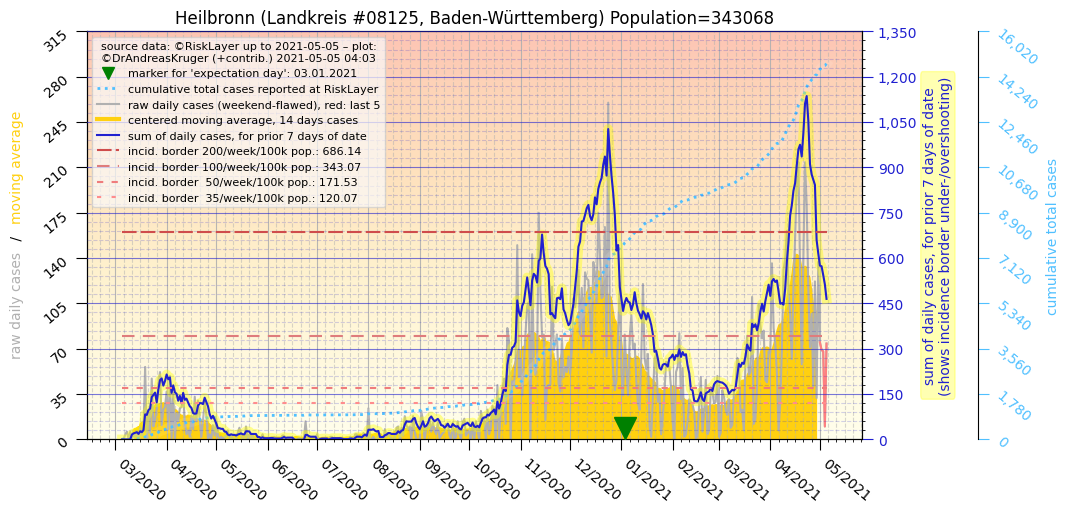 Heilbronn (Landkreis #08125, Baden-Württemberg) Population=343068
source data: ©RiskLayer up to 2021-05-05 – plot:
©DrAndreasKruger (+contrib.) 2021-05-05 04:03
marker for 'expectation day': 03.01.2021
cumulative total cases reported at RiskLayer
raw daily cases (weekend-flawed), red: last 5
centered moving average, 14 days cases
sum of daily cases, for prior 7 days of date
incid. border 200/week/100k pop.: 686.14
incid. border 100/week/100k pop.: 343.07
incid. border  50/week/100k pop.: 171.53
incid. border  35/week/100k pop.: 120.07
raw daily cases / moving average
315
280
245
210
175
140
105
70
35
0
03/2020
04/2020
05/2020
06/2020
07/2020
08/2020
09/2020
10/2020
11/2020
12/2020
01/2021
02/2021
03/2021
04/2021
05/2021
1,350
1,200
1,050
900
750
600
450
300
150
0
sum of daily cases, for prior 7 days of date
(shows incidence border under-/overshooting)
16,020
14,240
12,460
10,680
8,900
7,120
5,340
3,560
1,780
0
cumulative total cases